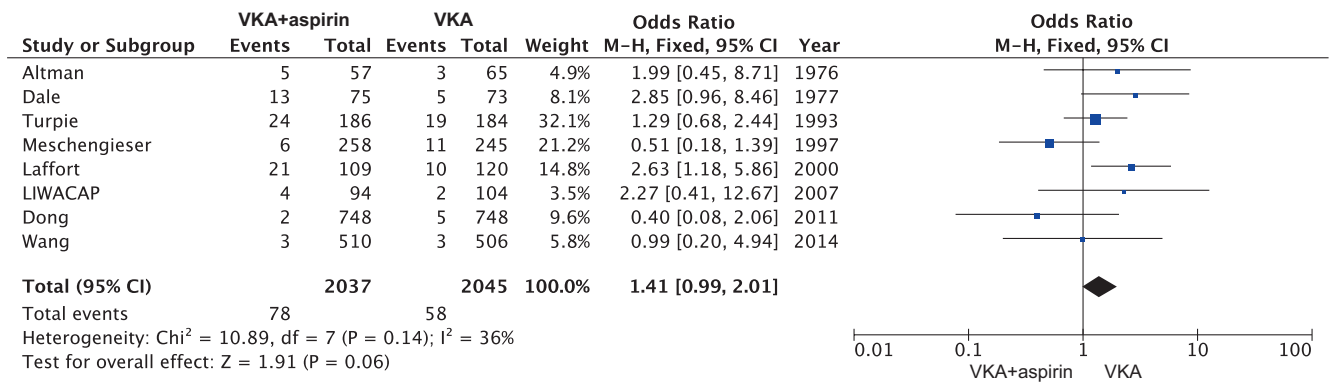 VKA+aspirin VKA Odds Ratio Odds Ratio
Study or Subgroup Events Total Events Total Weight M-H, Fixed, 95% CI Year M-H, Fixed, 95% CI
Altman 5 57 3 65 4.9% 1.99 [0.45, 8.71] 1976
Dale 13 75 5 73 8.1% 2.85 [0.96, 8.46] 1977
Turpie 24 186 19 184 32.1% 1.29 [0.68, 2.44] 1993
Meschengieser 6 258 11 245 21.2% 0.51 [0.18, 1.39] 1997
Laffort 21 109 10 120 14.8% 2.63 [1.18, 5.86] 2000
LIWACAP 4 94 2 104 3.5% 2.27 [0.41, 12.67] 2007
Dong 2 748 5 748 9.6% 0.40 [0.08, 2.06] 2011
Wang 3 510 3 506 5.8% 0.99 [0.20, 4.94] 2014
Total (95% CI) 2037 2045 100.0% 1.41 [0.99, 2.01]
Total events 78 58
Heterogeneity: Chi² = 10.89, df = 7 (P = 0.14); I² = 36%
Test for overall effect: Z = 1.91 (P = 0.06)
0.01 0.1 1 10 100
VKA+aspirin VKA